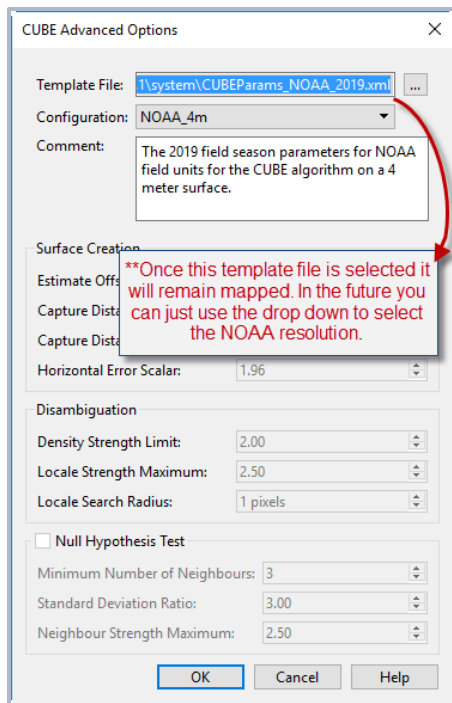 CUBE Advanced Options
Template File: 1\system\CUBEParams_NOAA_2019.xml ...
Configuration: NOAA_4m
Comment: The 2019 field season parameters for NOAA
field units for the CUBE algorithm on a 4
meter surface.
Surface Creation
**Once this template file is selected it
will remain mapped. In the future you
can just use the drop down to select
the NOAA resolution.
Estimate Offs
Capture Dista
Capture Dista
Horizontal Error Scalar: 1.96
Disambiguation
Density Strength Limit: 2.00
Locale Strength Maximum: 2.50
Locale Search Radius: 1 pixels
Null Hypothesis Test
Minimum Number of Neighbours: 3
Standard Deviation Ratio: 3.00
Neighbour Strength Maximum: 2.50
OK Cancel Help